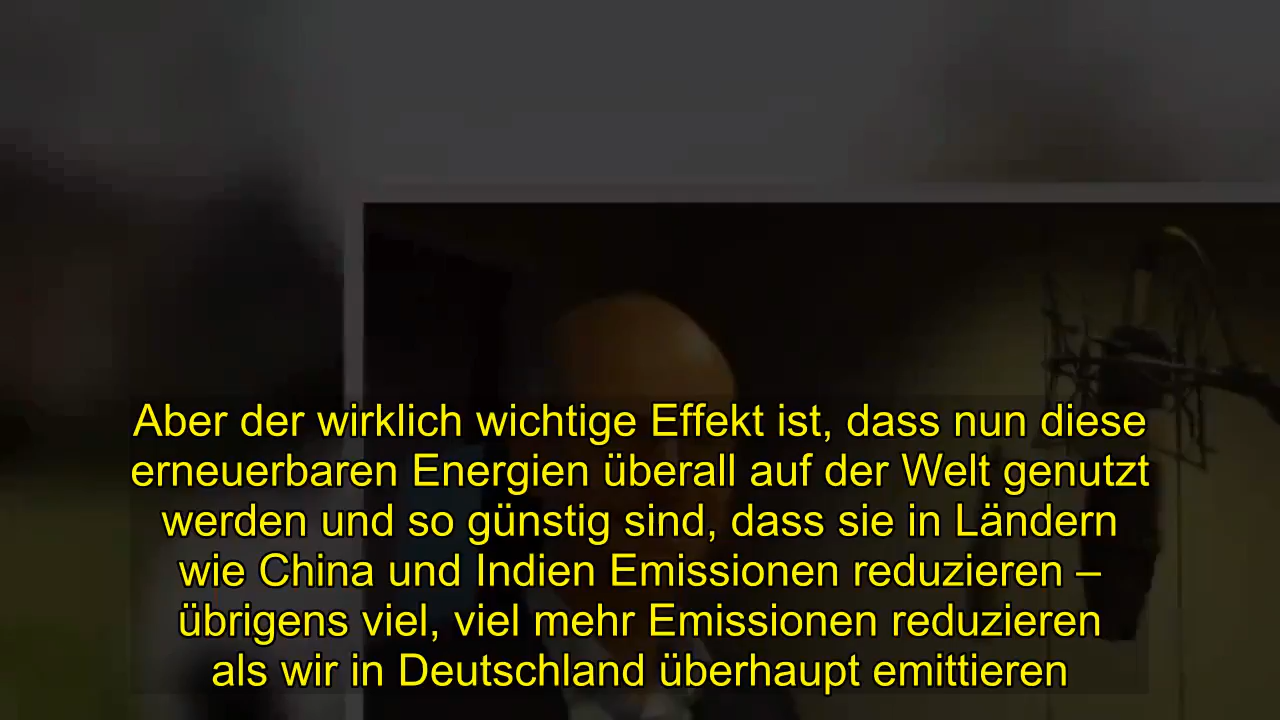 Aber der wirklich wichtige Effekt ist, dass nun diese
erneuerbaren Energien überall auf der Welt genutzt
werden und so günstig sind, dass sie in Ländern
wie China und Indien Emissionen reduzieren –
übrigens viel, viel mehr Emissionen reduzieren
als wir in Deutschland überhaupt emittieren